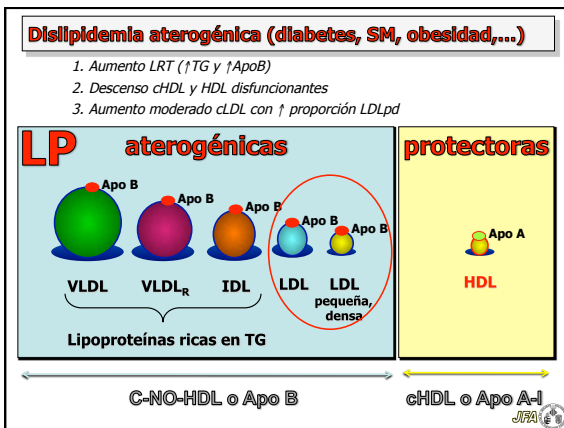 Dislipidemia aterogénica (diabetes, SM, obesidad,...)
1. Aumento LRT (↑TG y ↑ApoB)
2. Descenso cHDL y HDL disfuncionantes
3. Aumento moderado cLDL con ↑ proporción LDLpd
LP aterogénicas
protectoras
Apo B
Apo B
Apo B
Apo B
Apo B
Apo A
VLDL
VLDLR
IDL
LDL
LDL
pequeña,
densa
HDL
Lipoproteínas ricas en TG
C-NO-HDL o Apo B
cHDL o Apo A-I
JFA